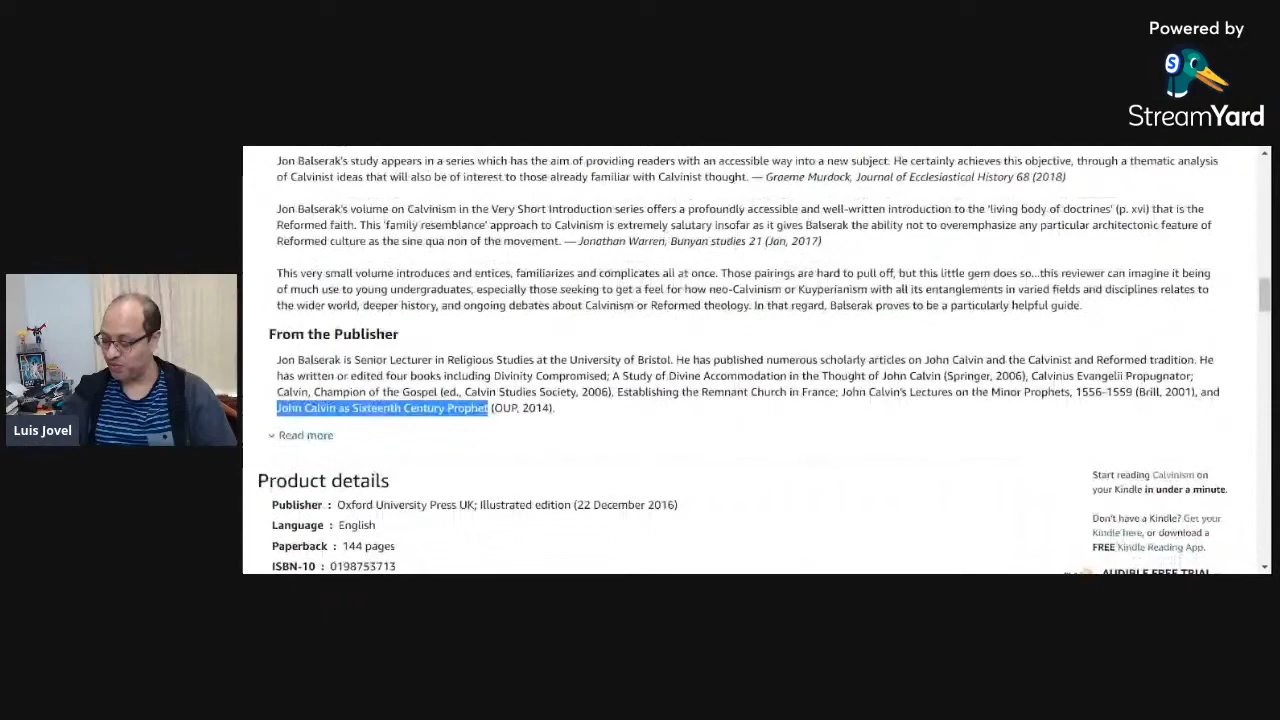 Powered by
S
StreamYard
Jon Balserak's study appears in a series which has the aim of providing readers with an accessible way into a new subject. He certainly achieves this objective, through a thematic analysis
of Calvinist ideas that will also be of interest to those already familiar with Calvinist thought. — Graeme Murdock, Journal of Ecclesiastical History 68 (2018)
Jon Balserak's volume on Calvinism in the Very Short Introduction series offers a profoundly accessible and well-written introduction to the 'living body of doctrines' (p. xvi) that is the
Reformed faith. This 'family resemblance' approach to Calvinism is extremely salutary insofar as it gives Balserak the ability not to overemphasize any particular architectonic feature of
Reformed culture as the sine qua non of the movement. — Jonathan Warren, Bunyan studies 21 (Jan, 2017)
This very small volume introduces and entices, familiarizes and complicates all at once. Those pairings are hard to pull off, but this little gem does so...this reviewer can imagine it being
of much use to young undergraduates, especially those seeking to get a feel for how neo-Calvinism or Kuyperianism with all its entanglements in varied fields and disciplines relates to
the wider world, deeper history, and ongoing debates about Calvinism or Reformed theology. In that regard, Balserak proves to be a particularly helpful guide.
From the Publisher
Jon Balserak is Senior Lecturer in Religious Studies at the University of Bristol. He has published numerous scholarly articles on John Calvin and the Calvinist and Reformed tradition. He
has written or edited four books including Divinity Compromised; A Study of Divine Accommodation in the Thought of John Calvin (Springer, 2006), Calvinus Evangelii Propugnator;
Calvin, Champion of the Gospel (ed., Calvin Studies Society, 2006). Establishing the Remnant Church in France; John Calvin's Lectures on the Minor Prophets, 1556-1559 (Brill, 2001), and
John Calvin as Sixteenth Century Prophet (OUP, 2014).
Read more
Luis Jovel
Product details
Publisher : Oxford University Press UK; Illustrated edition (22 December 2016)
Language : English
Paperback : 144 pages
ISBN-10 : 0198753713
Start reading Calvinism on
your Kindle in under a minute.
Don't have a Kindle? Get your
Kindle here, or download a
FREE Kindle Reading App.
AUDIBLE FREE TRIAL